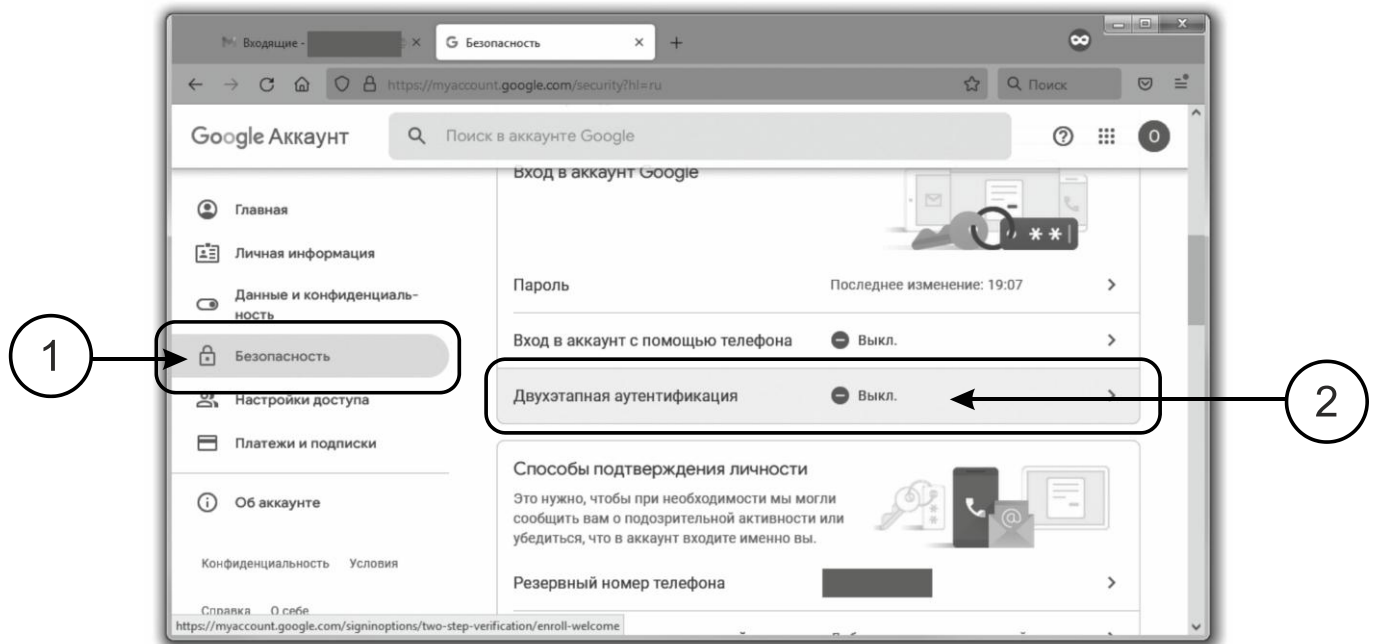 Входящие -
Безопасность
https://myaccount.google.com/security?hl=ru
Поиск
Google Аккаунт
Поиск в аккаунте Google
О
Главная
Личная информация
Данные и конфиденциаль-
ность
Безопасность
Настройки доступа
Платежи и подписки
Об аккаунте
Конфиденциальность Условия
Справка О себе
https://myaccount.google.com/signinoptions/two-step-verification/enroll-welcome
Вход в аккаунт Google
Пароль Последнее изменение: 19:07
Вход в аккаунт с помощью телефона Выкл.
Двухэтапная аутентификация Выкл.
Способы подтверждения личности
Это нужно, чтобы при необходимости мы могли
сообщить вам о подозрительной активности или
убедиться, что в аккаунт входите именно вы.
Резервный номер телефона
1
2